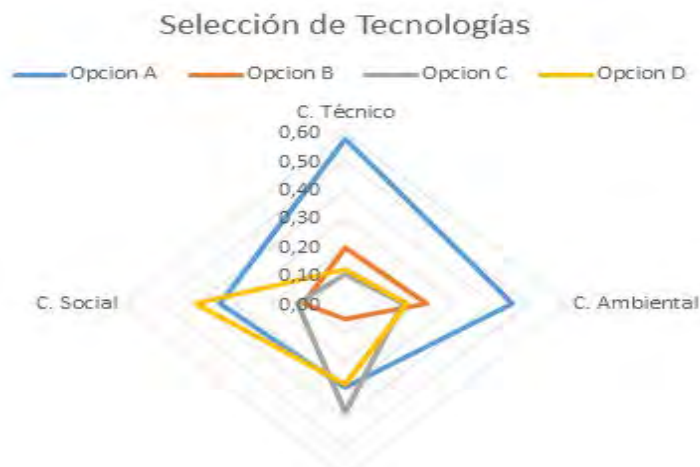 Selección de Tecnologías
Opcion A Opcion B Opcion C Opcion D
C. Técnico
0,60
0,50
0,40
0,30
0,20
0,10
0,00
C. Social C. Ambiental